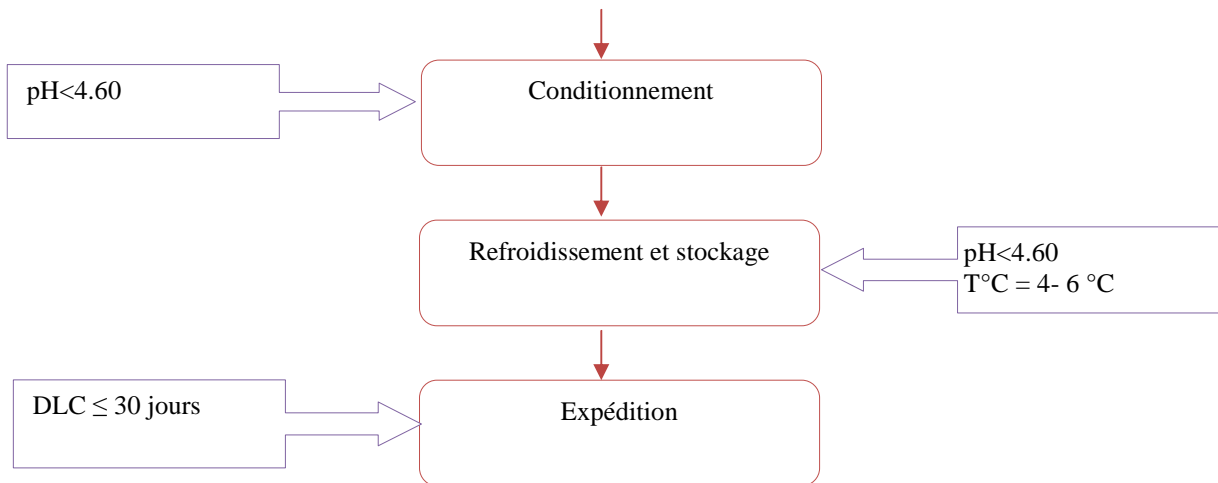 pH<4.60
Conditionnement
Refroidissement et stockage
pH<4.60
T°C = 4- 6 °C
DLC ≤ 30 jours
Expédition